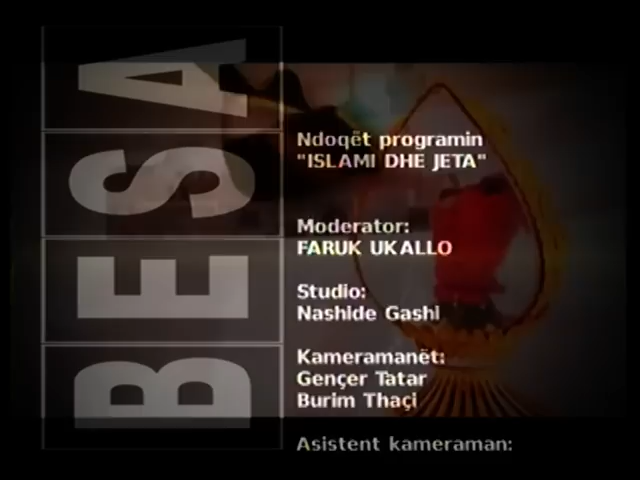 BESA
Ndoqët programin
"ISLAMI DHE JETA"
Moderator:
FARUK UKALLO
Studio:
Nashide Gashi
Kameramanët:
Gençer Tatar
Burim Thaçi
Asistent kameraman: